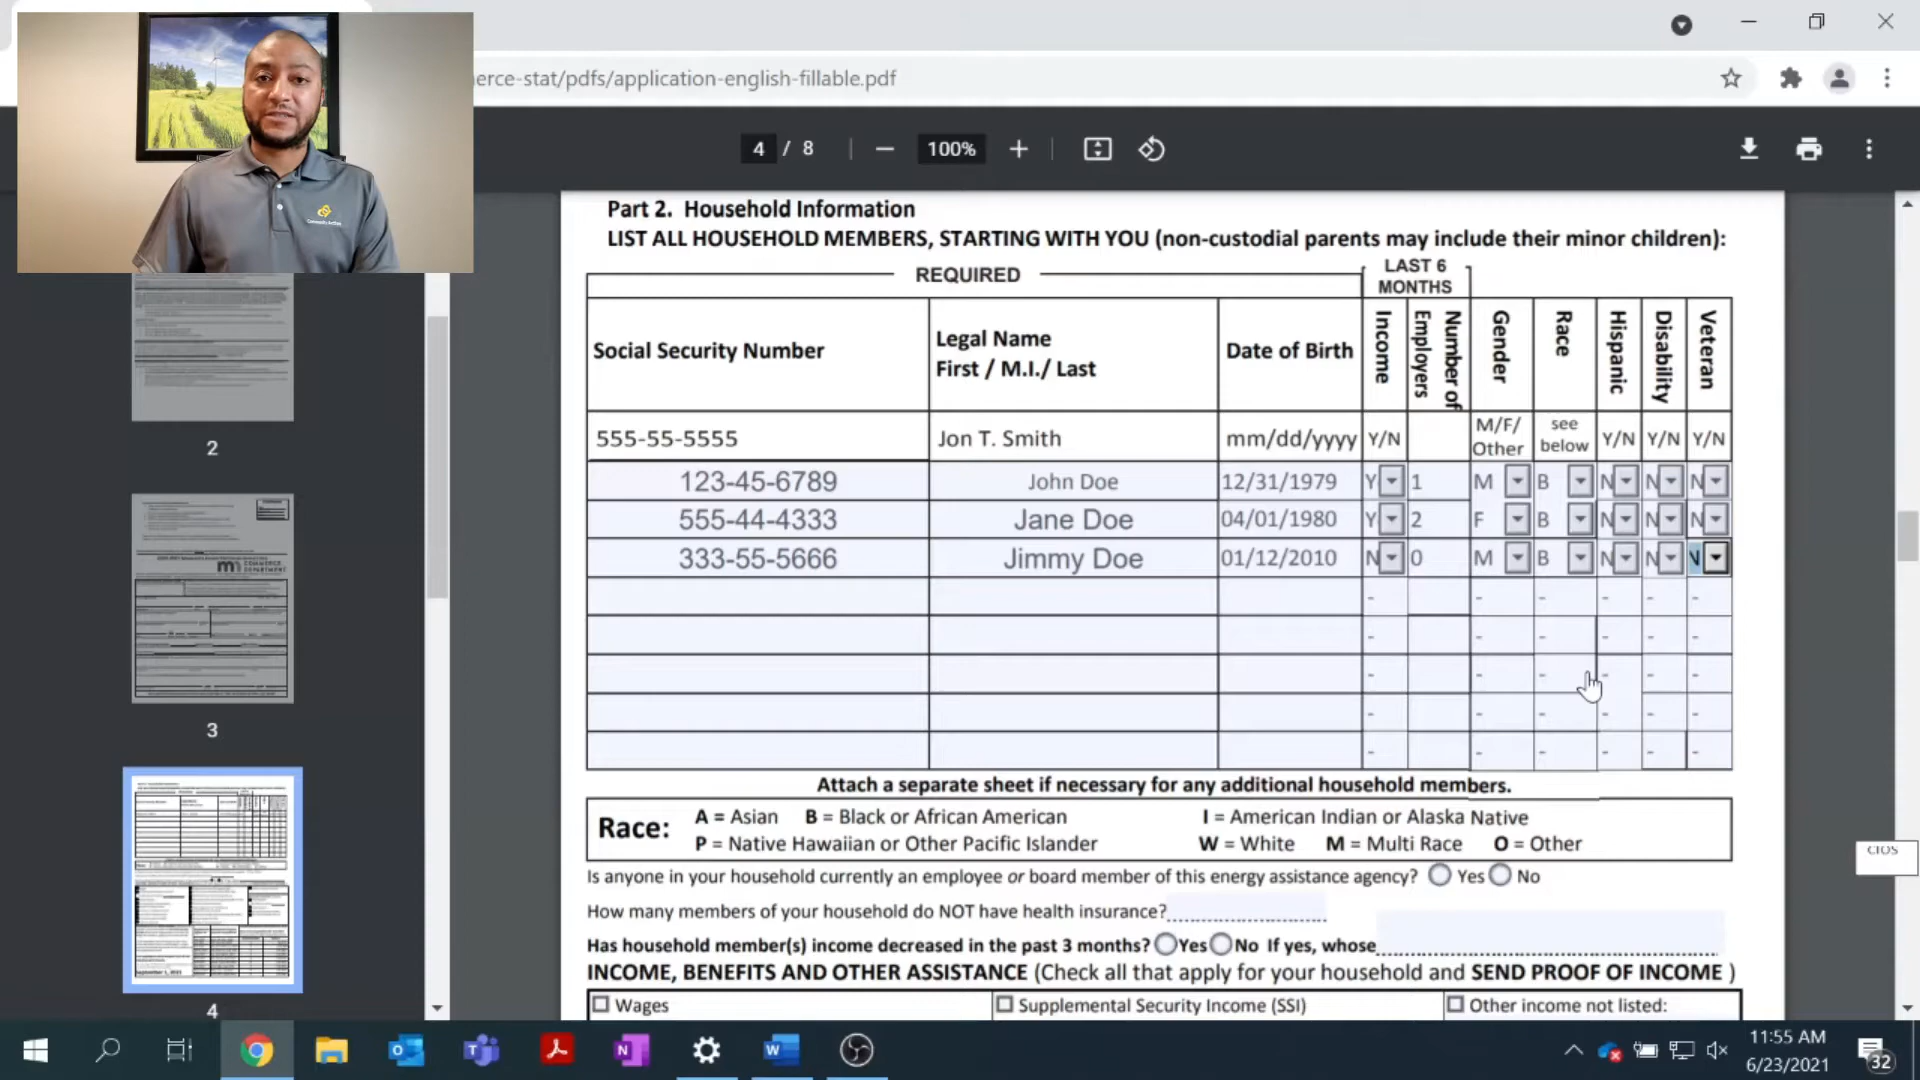 erce-stat/pdfs/application-english-fillable.pdf
4 / 8
100%
Part 2. Household Information
LIST ALL HOUSEHOLD MEMBERS, STARTING WITH YOU (non-custodial parents may include their minor children):
REQUIRED
LAST 6 MONTHS
Social Security Number
Legal Name
First / M.I./ Last
Date of Birth
Income
Number of Employers
Gender
Race
Hispanic
Disability
Veteran
555-55-5555 Jon T. Smith mm/dd/yyyy Y/N M/F/Other see below Y/N Y/N Y/N
123-45-6789 John Doe 12/31/1979 Y 1 M B N N N
555-44-4333 Jane Doe 04/01/1980 Y 2 F B N N N
333-55-5666 Jimmy Doe 01/12/2010 N 0 M B N N N
- - - - - -
- - - - - -
- - - - - -
- - - - - -
- - - - - -
Attach a separate sheet if necessary for any additional household members.
Race: A = Asian B = Black or African American I = American Indian or Alaska Native
P = Native Hawaiian or Other Pacific Islander W = White M = Multi Race O = Other
Is anyone in your household currently an employee or board member of this energy assistance agency? Yes No
How many members of your household do NOT have health insurance?
Has household member(s) income decreased in the past 3 months? Yes No If yes, whose
INCOME, BENEFITS AND OTHER ASSISTANCE (Check all that apply for your household and SEND PROOF OF INCOME )
Wages
Supplemental Security Income (SSI)
Other income not listed:
2
3
COMMERCE DEPARTMENT
4
CIOS
11:55 AM
6/23/2021
32